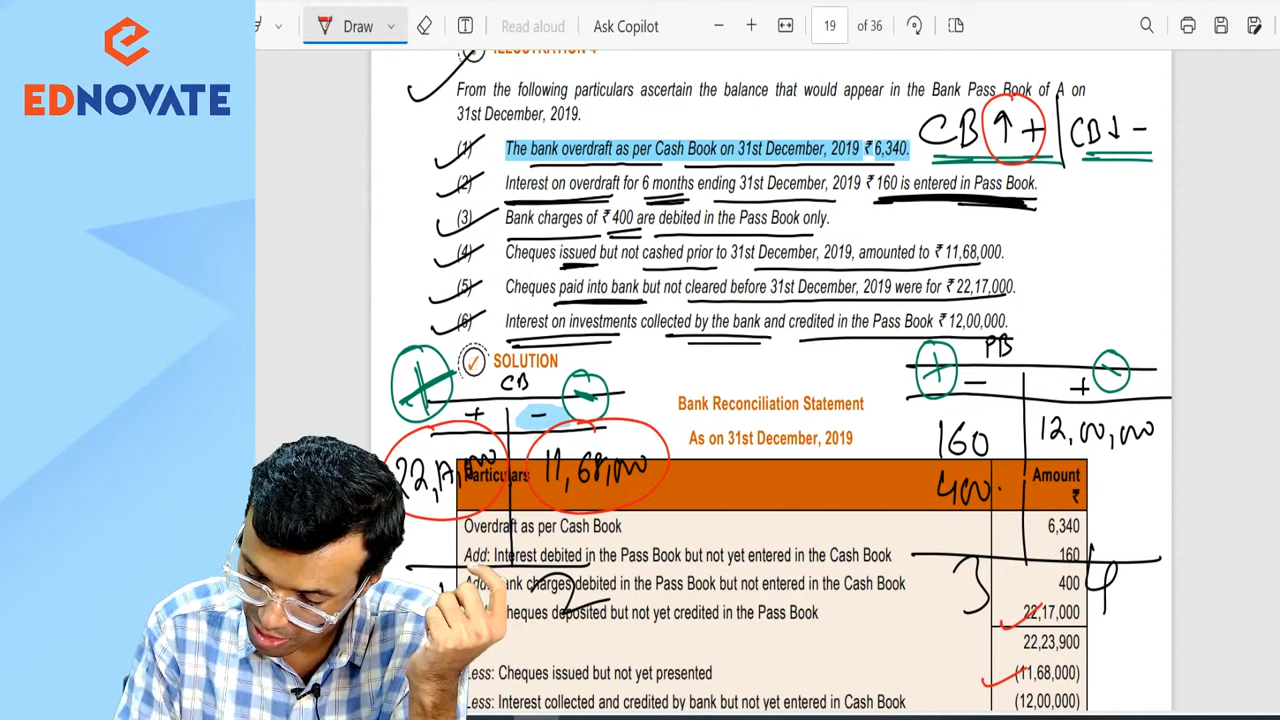 Draw
Read aloud
Ask Copilot
19 of 36
EDNOVATE
From the following particulars ascertain the balance that would appear in the Bank Pass Book of A on
31st December, 2019.
CB ↑ + CB ↓ -
(1) The bank overdraft as per Cash Book on 31st December, 2019 ₹ 6,340.
(2) Interest on overdraft for 6 months ending 31st December, 2019 ₹ 160 is entered in Pass Book.
(3) Bank charges of ₹ 400 are debited in the Pass Book only.
(4) Cheques issued but not cashed prior to 31st December, 2019, amounted to ₹ 11,68,000.
(5) Cheques paid into bank but not cleared before 31st December, 2019 were for ₹ 22,17,000.
(6) Interest on investments collected by the bank and credited in the Pass Book ₹ 12,00,000.
SOLUTION
CB
+ -
+ -
22,17,000 11,68,000
2
PB
+ -
- +
160 12,00,000
400
3 4
Bank Reconciliation Statement
As on 31st December, 2019
Particulars Amount
₹
Overdraft as per Cash Book 6,340
Add: Interest debited in the Pass Book but not yet entered in the Cash Book 160
Bank charges debited in the Pass Book but not entered in the Cash Book 400
Cheques deposited but not yet credited in the Pass Book 22,17,000
22,23,900
Less: Cheques issued but not yet presented (11,68,000)
Less: Interest collected and credited by bank but not yet entered in Cash Book (12,00,000)